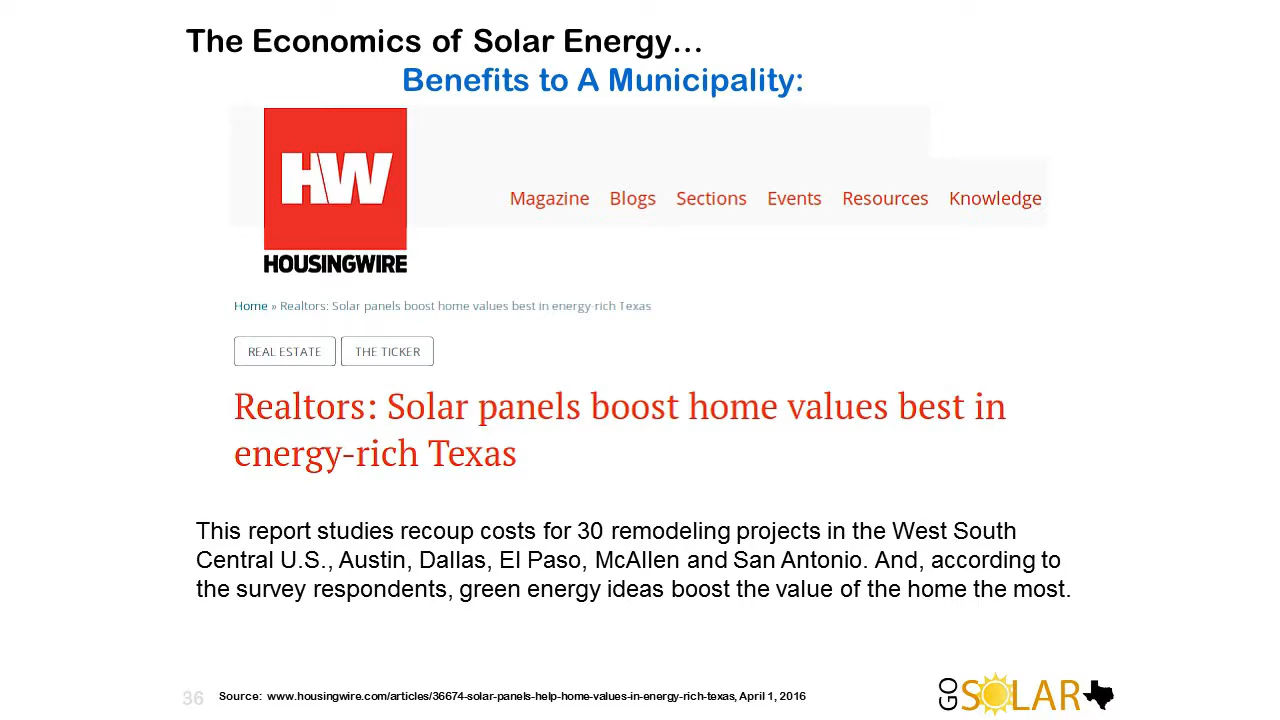 The Economics of Solar Energy…
Benefits to A Municipality:
HW
HOUSINGWIRE
Magazine Blogs Sections Events Resources Knowledge
Home » Realtors: Solar panels boost home values best in energy-rich Texas
REAL ESTATE THE TICKER
Realtors: Solar panels boost home values best in
energy-rich Texas
This report studies recoup costs for 30 remodeling projects in the West South
Central U.S., Austin, Dallas, El Paso, McAllen and San Antonio. And, according to
the survey respondents, green energy ideas boost the value of the home the most.
36 Source: www.housingwire.com/articles/36674-solar-panels-help-home-values-in-energy-rich-texas, April 1, 2016
GO SOLAR